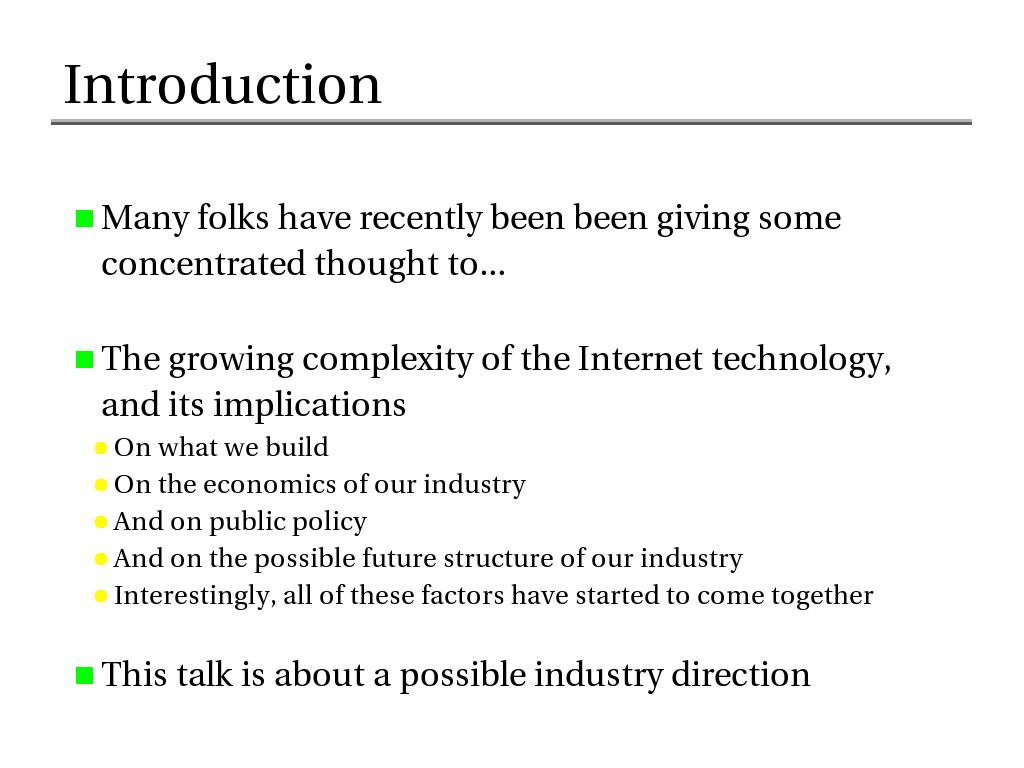 Introduction
Many folks have recently been been giving some
concentrated thought to...
The growing complexity of the Internet technology,
and its implications
On what we build
On the economics of our industry
And on public policy
And on the possible future structure of our industry
Interestingly, all of these factors have started to come together
This talk is about a possible industry direction